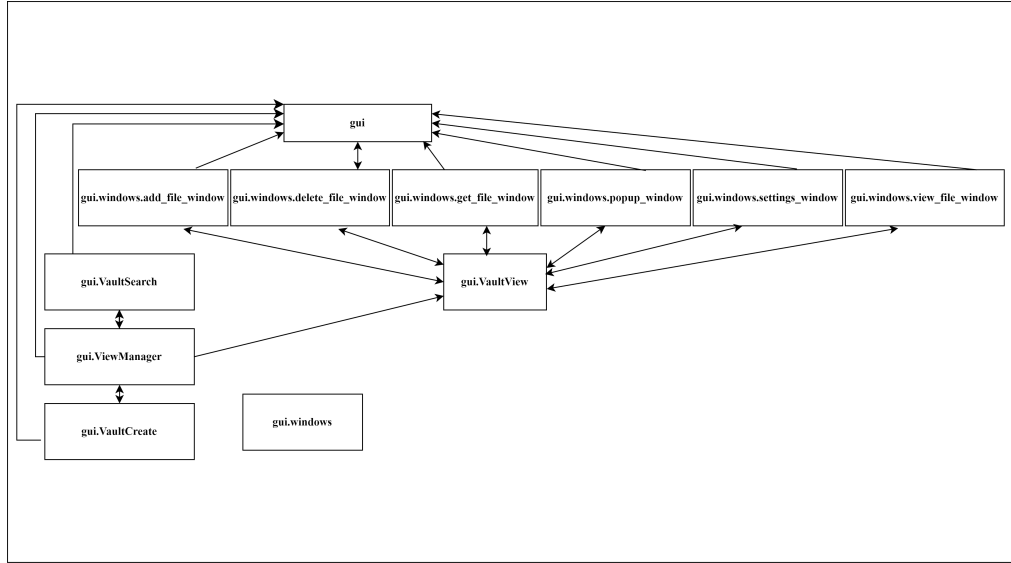 gui
gui.windows.add_file_window
gui.windows.delete_file_window
gui.windows.get_file_window
gui.windows.popup_window
gui.windows.settings_window
gui.windows.view_file_window
gui.VaultSearch
gui.VaultView
gui.ViewManager
gui.VaultCreate
gui.windows